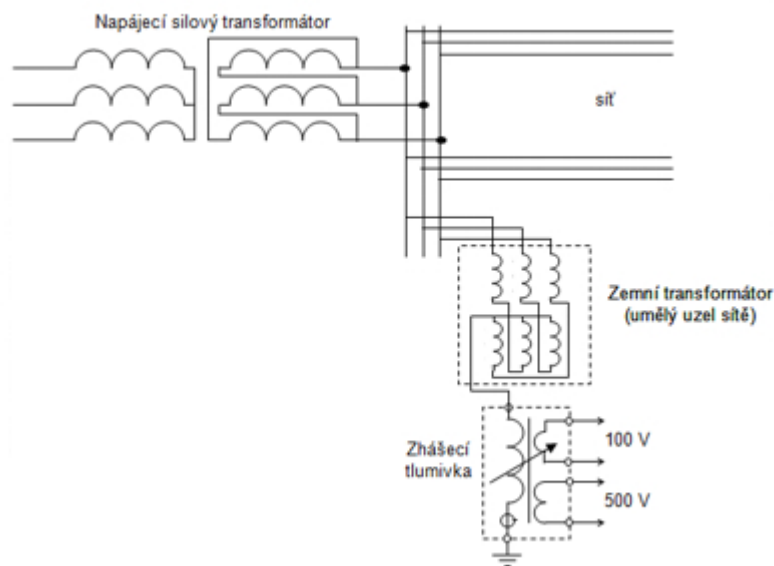 Napájecí silový transformátor
síť
Zemní transformátor
(umělý uzel sítě)
Zhášecí
tlumivka
100 V
500 V